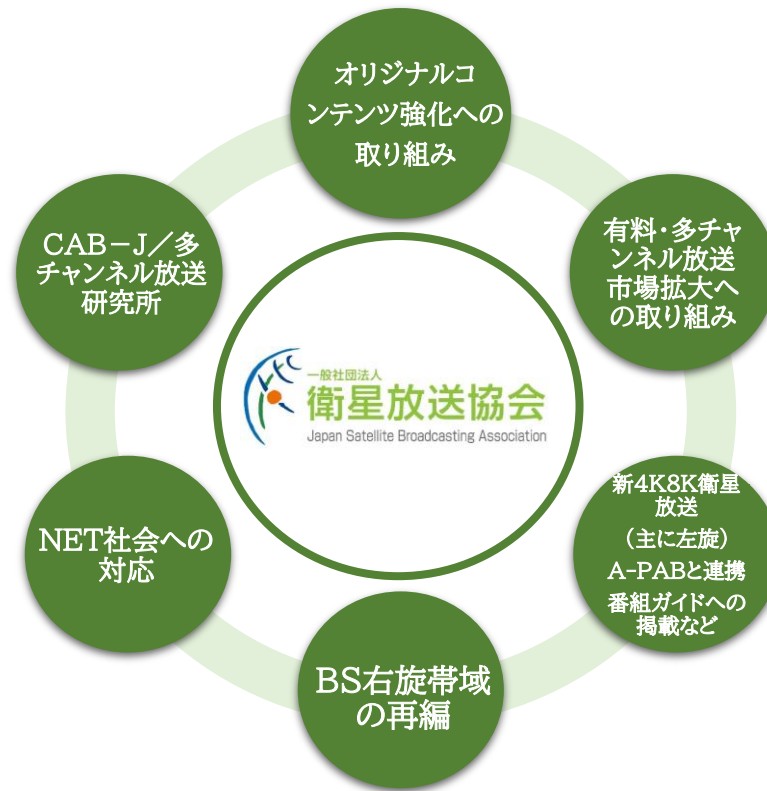 オリジナルコ
ンテンツ強化への
取り組み
有料・多チャ
ンネル放送
市場拡大へ
の取り組み
新4K8K衛星
放送
（主に左旋）
A-PABと連携
番組ガイドへの
掲載など
BS右旋帯域
の再編
NET社会への
対応
CAB－J／多
チャンネル放送
研究所
一般社団法人
衛星放送協会
Japan Satellite Broadcasting Association